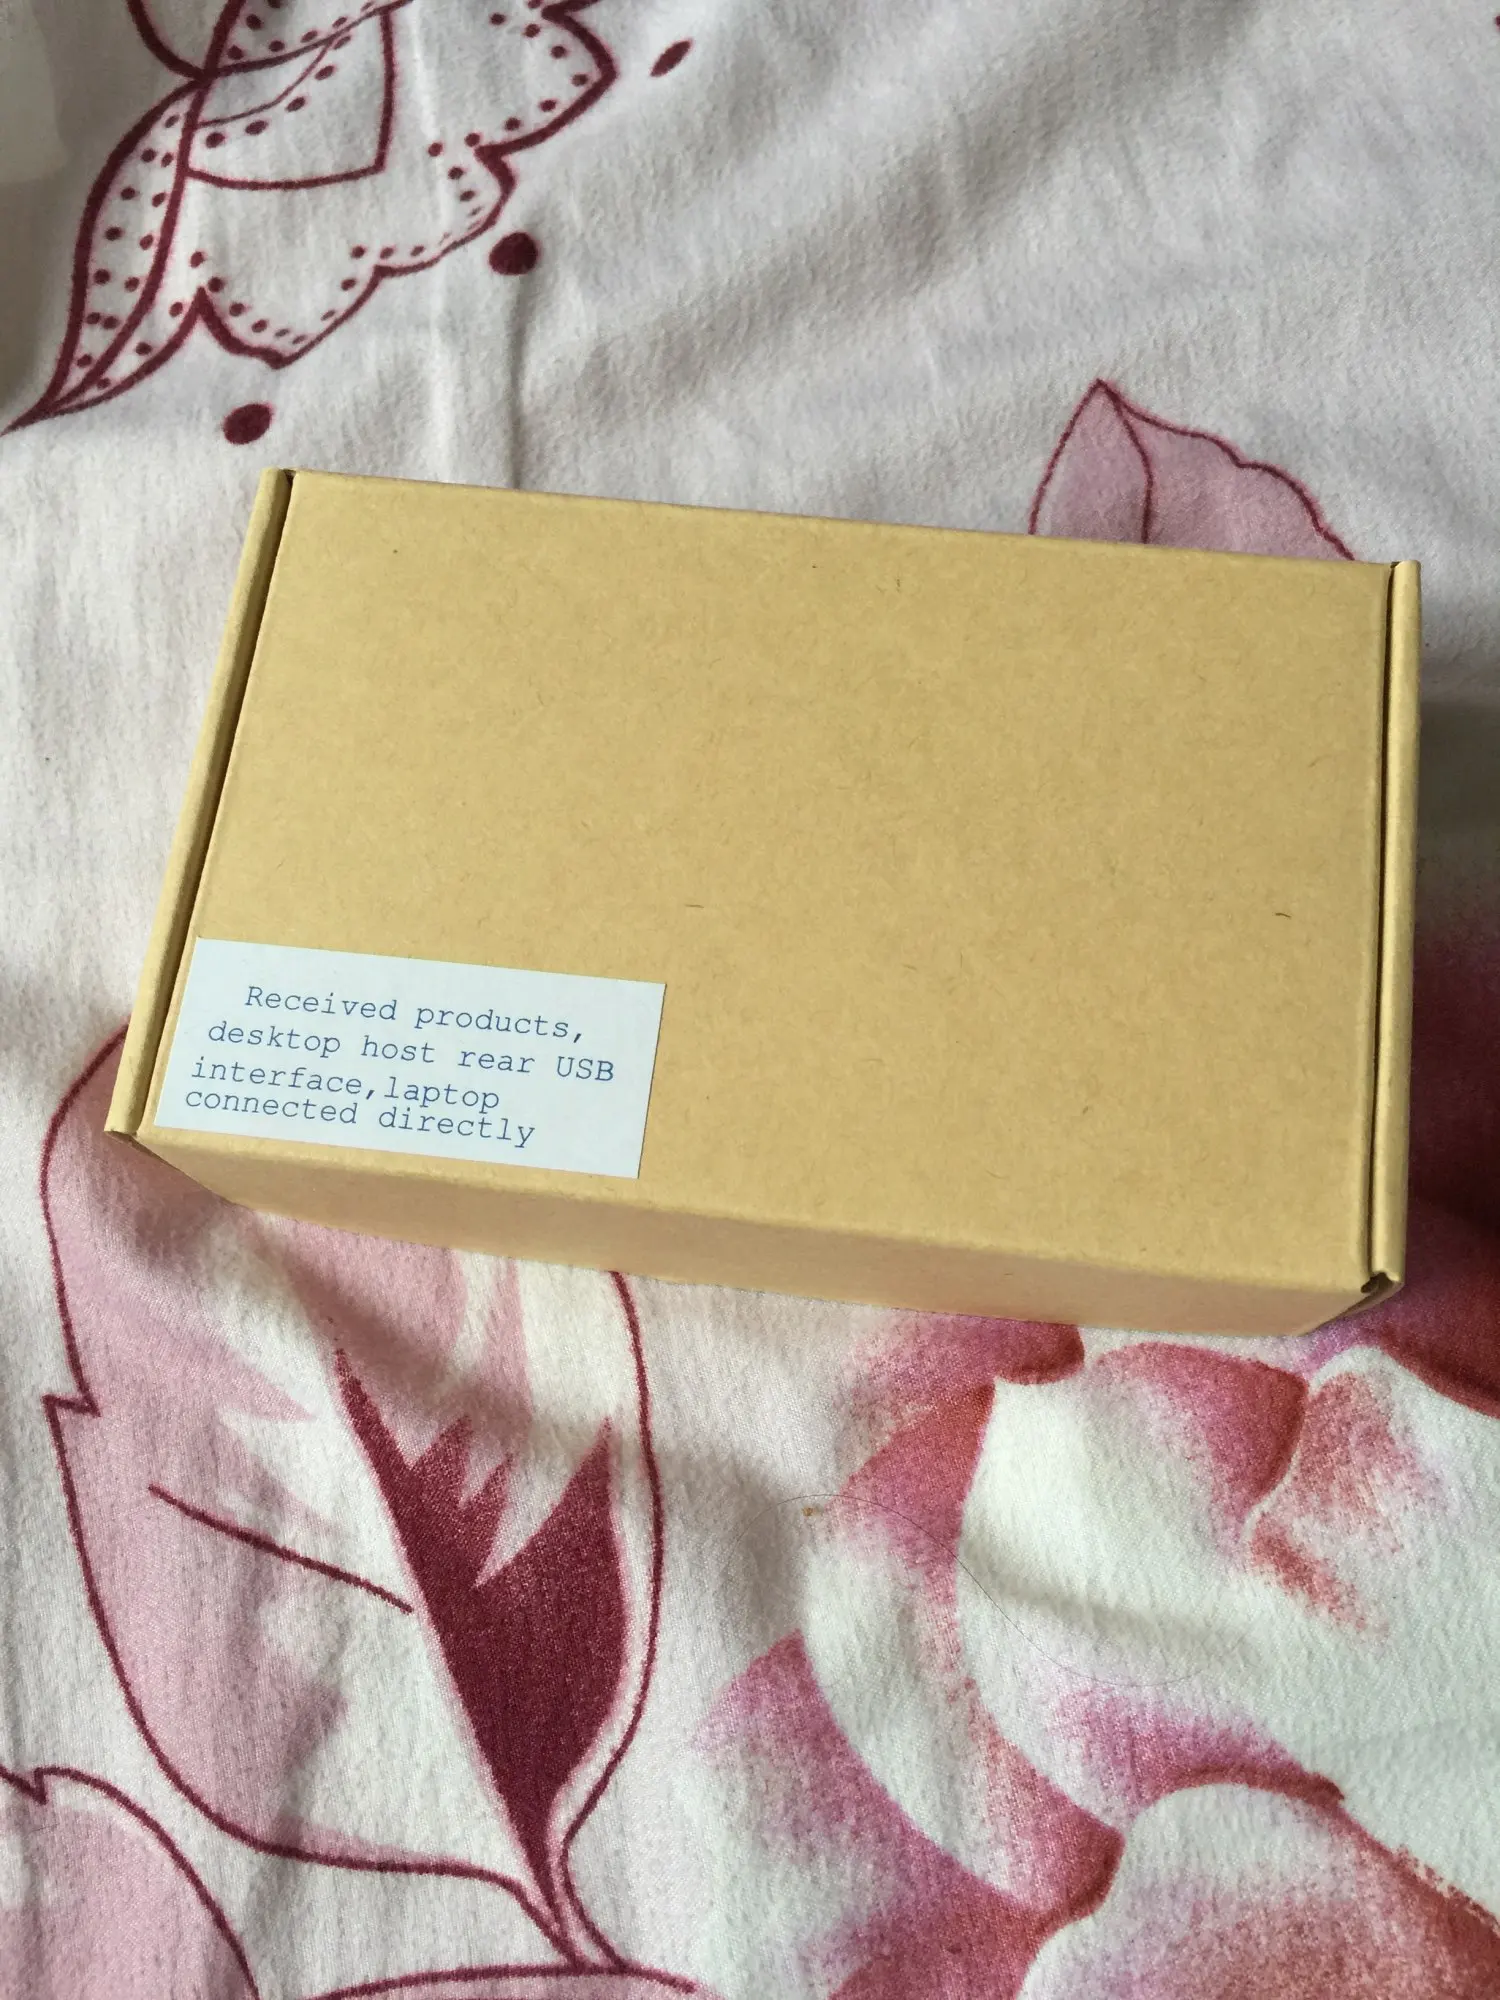 Received products,
desktop host rear USB
interface,laptop
connected directly